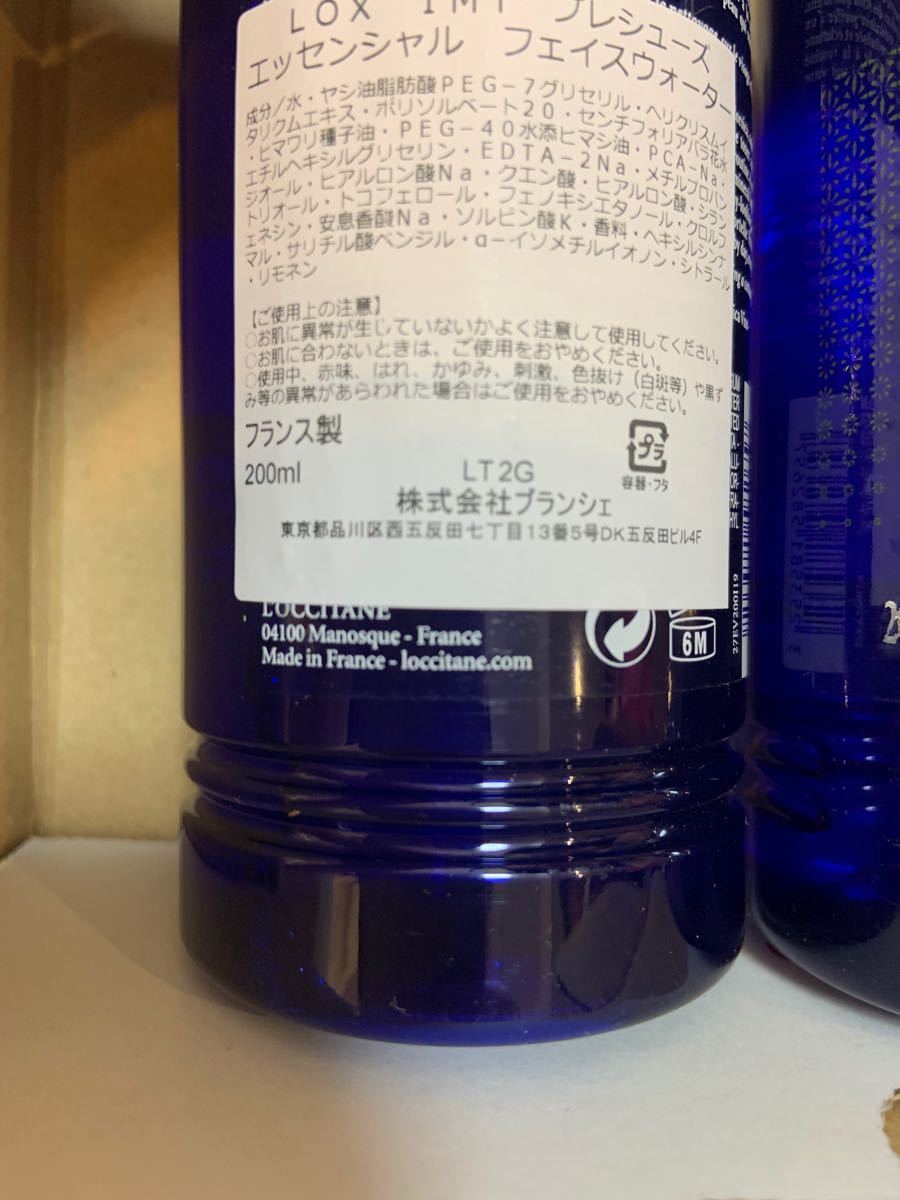 LOX IMT プレシューズ
エッセンシャル フェイスウォーター
成分/水・ヤシ油脂肪酸PEG-7グリセリル・ヘリクリスムイ
タリクムエキス・ポリソルベート20・センチフォリアバラ花水
・ヒマワリ種子油・PEG-40水添ヒマシ油・PCA-Na・
エチルヘキシルグリセリン・EDTA-2Na・メチルプロパン
ジオール・ヒアルロン酸Na・クエン酸・ヒアルロン酸・シラン
トリオール・トコフェロール・フェノキシエタノール・クロルフ
ェネシン・安息香酸Na・ソルビン酸K・香料・ヘキシルシンナ
マル・サリチル酸ベンジル・α-イソメチルイオノン・シトラール
・リモネン
【ご使用上の注意】
○お肌に異常が生じていないかよく注意して使用してください。
○お肌に合わないときは、ご使用をおやめください。
○使用中、赤味、はれ、かゆみ、刺激、色抜け（白斑等）や黒ず
み等の異常があらわれた場合はご使用をおやめください。
フランス製
200ml
LT2G
プラ
容器・フタ
株式会社ブランシェ
東京都品川区西五反田七丁目13番5号DK五反田ビル4F
L'OCCITANE
04100 Manosque - France
Made in France - loccitane.com
6M
27EV200I19